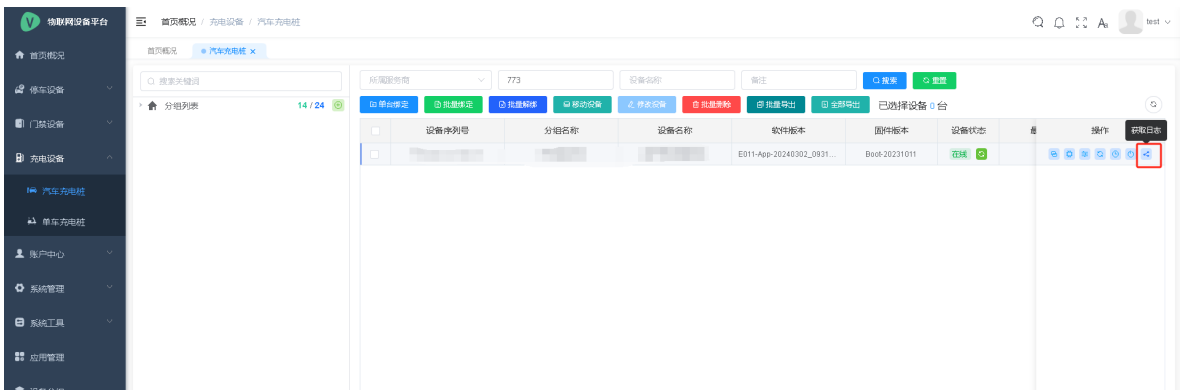 物联网设备平台
首页概况 / 充电设备 / 汽车充电桩
test
首页概况
汽车充电桩 ×
首页概况
停车设备
门禁设备
充电设备
汽车充电桩
单车充电桩
账户中心
系统管理
系统工具
应用管理
搜索关键词
分组列表 14 / 24
所属服务商 773 设备名称 备注 搜索 重置
单台绑定 批量绑定 批量解绑 移动设备 修改设备 批量删除 批量导出 全部导出 已选择设备 0 台
设备序列号 分组名称 设备名称 软件版本 固件版本 设备状态 操作
获取日志
E011-App-20240302_0931... Boot-20231011 在线